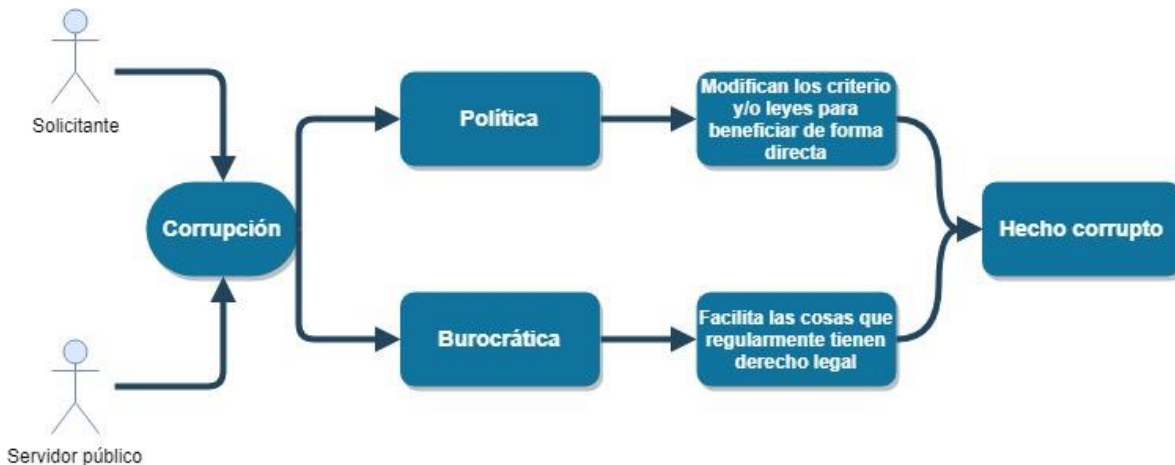 Solicitante
Servidor público
Corrupción
Política
Burocrática
Modifican los criterio
y/o leyes para
beneficiar de forma
directa
Facilita las cosas que
regularmente tienen
derecho legal
Hecho corrupto